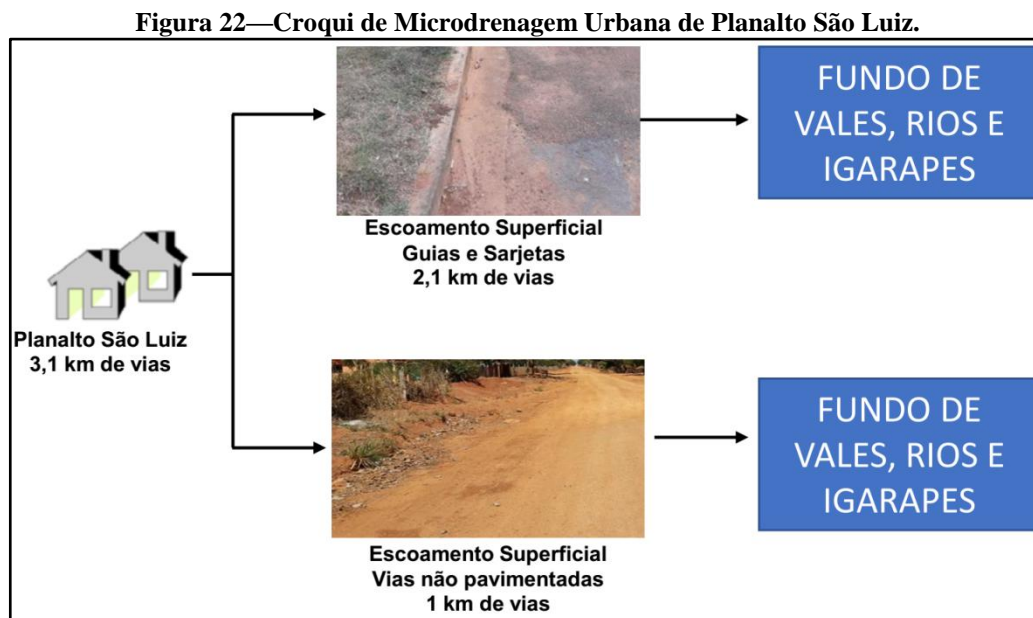 Figura 22—Croqui de Microdrenagem Urbana de Planalto São Luiz.
Escoamento Superficial
Guias e Sarjetas
2,1 km de vias
FUNDO DE
VALES, RIOS E
IGARAPES
Planalto São Luiz
3,1 km de vias
Escoamento Superficial
Vias não pavimentadas
1 km de vias
FUNDO DE
VALES, RIOS E
IGARAPES